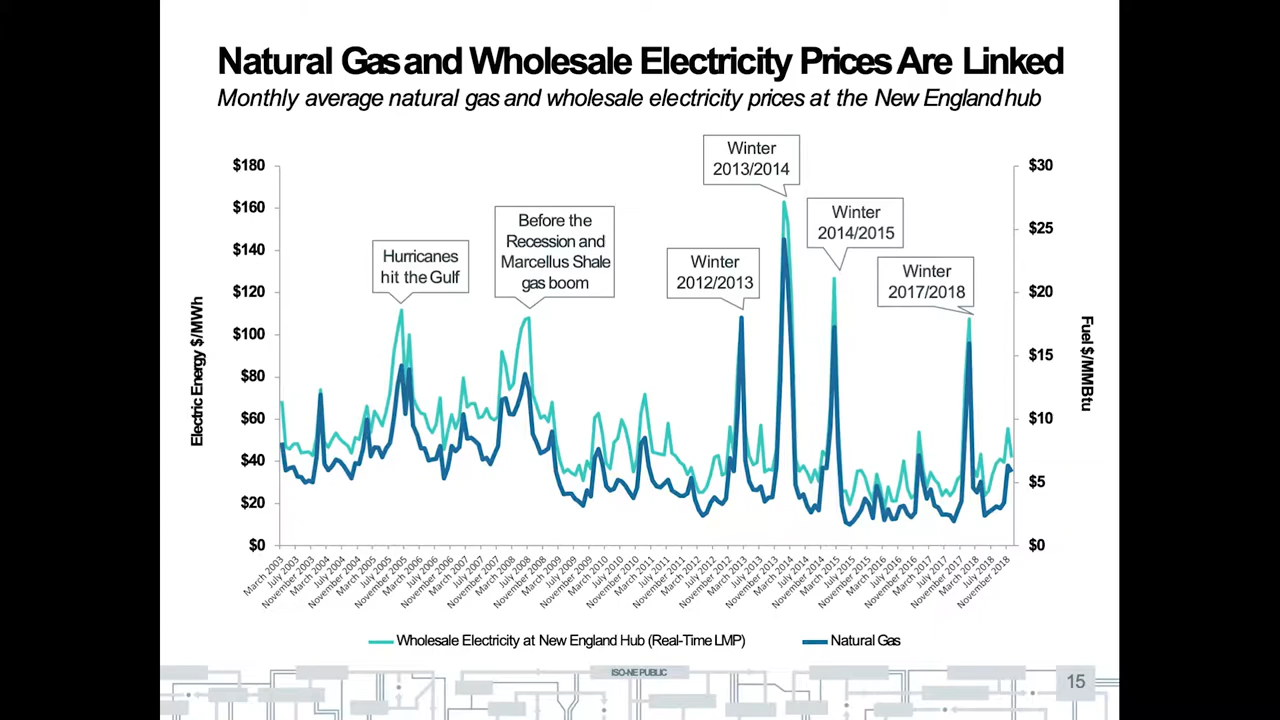 Natural Gas and Wholesale Electricity Prices Are Linked
Monthly average natural gas and wholesale electricity prices at the New England hub
Winter
2013/2014
Winter
2014/2015
Before the
Recession and
Marcellus Shale
gas boom
Hurricanes
hit the Gulf
Winter
2012/2013
Winter
2017/2018
Electric Energy $/MWh
$180
$160
$140
$120
$100
$80
$60
$40
$20
$0
$30
$25
$20
$15
$10
$5
$0
Fuel $/MMBtu
March 2003
July 2003
November 2003
March 2004
July 2004
November 2004
March 2005
July 2005
November 2005
March 2006
July 2006
November 2006
March 2007
July 2007
November 2007
March 2008
July 2008
November 2008
March 2009
July 2009
November 2009
March 2010
July 2010
November 2010
March 2011
July 2011
November 2011
March 2012
July 2012
November 2012
March 2013
July 2013
November 2013
March 2014
July 2014
November 2014
March 2015
July 2015
November 2015
March 2016
July 2016
November 2016
March 2017
July 2017
November 2017
March 2018
July 2018
November 2018
Wholesale Electricity at New England Hub (Real-Time LMP)
Natural Gas
ISO-NE PUBLIC
15